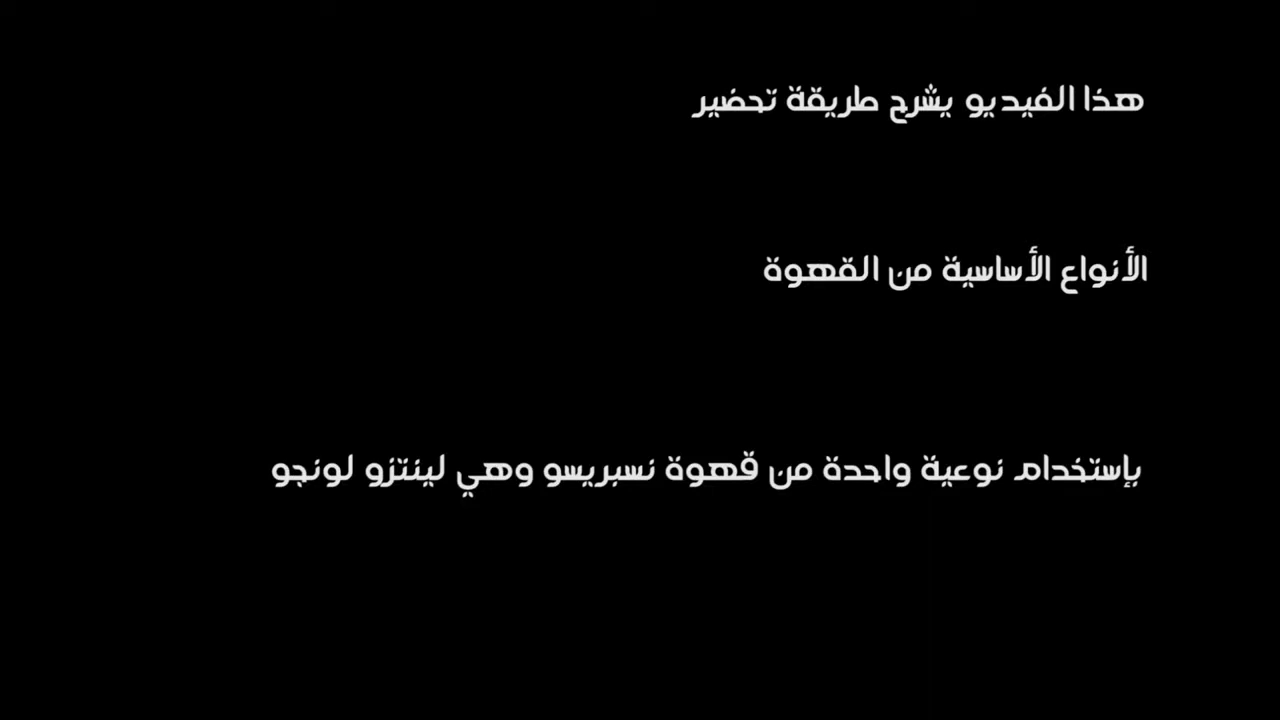 هذا الفيديو يشرح طريقة تحضير
الأنواع الأساسية من القهوة
بإستخدام نوعية واحدة من قهوة نسبريسو وهي لينتزو لونجو